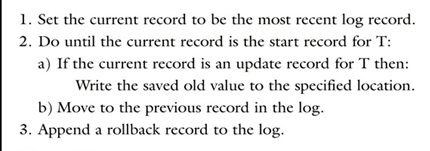 1. Set the current record to be the most recent log record.
2. Do until the current record is the start record for T:
a) If the current record is an update record for T then:
Write the saved old value to the specified location.
b) Move to the previous record in the log.
3. Append a rollback record to the log.